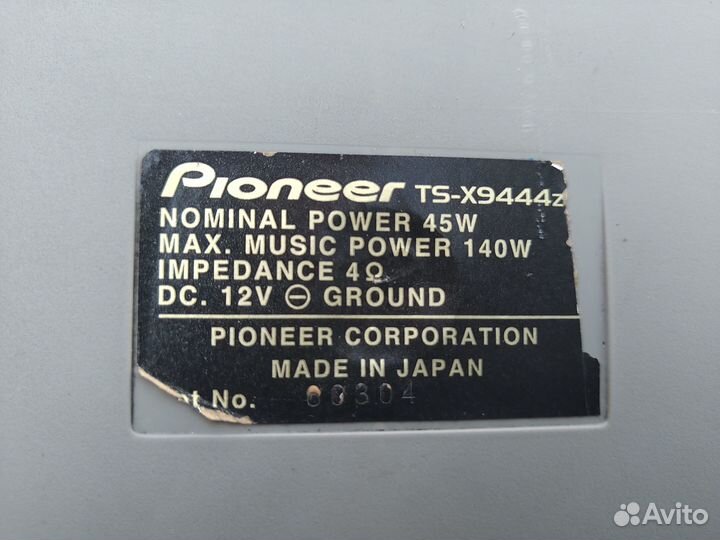 Pioneer TS-X9444z
NOMINAL POWER 45W
MAX. MUSIC POWER 140W
IMPEDANCE 4Ω
DC. 12V ⊖ GROUND
PIONEER CORPORATION
MADE IN JAPAN
No.
Avito